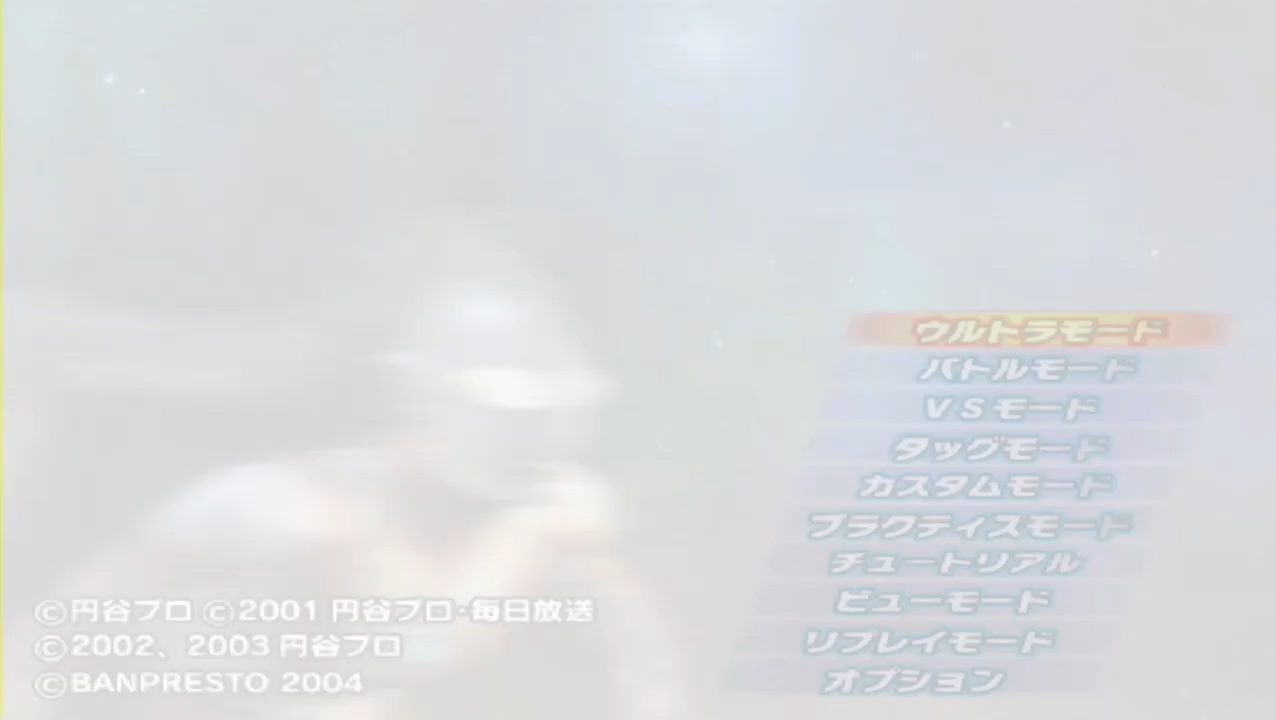 ウルトラモード
バトルモード
VSモード
タッグモード
カスタムモード
プラクティスモード
チュートリアル
ビューモード
リプレイモード
オプション
©円谷プロ ©2001 円谷プロ・毎日放送
©2002、2003 円谷プロ
©BANPRESTO 2004